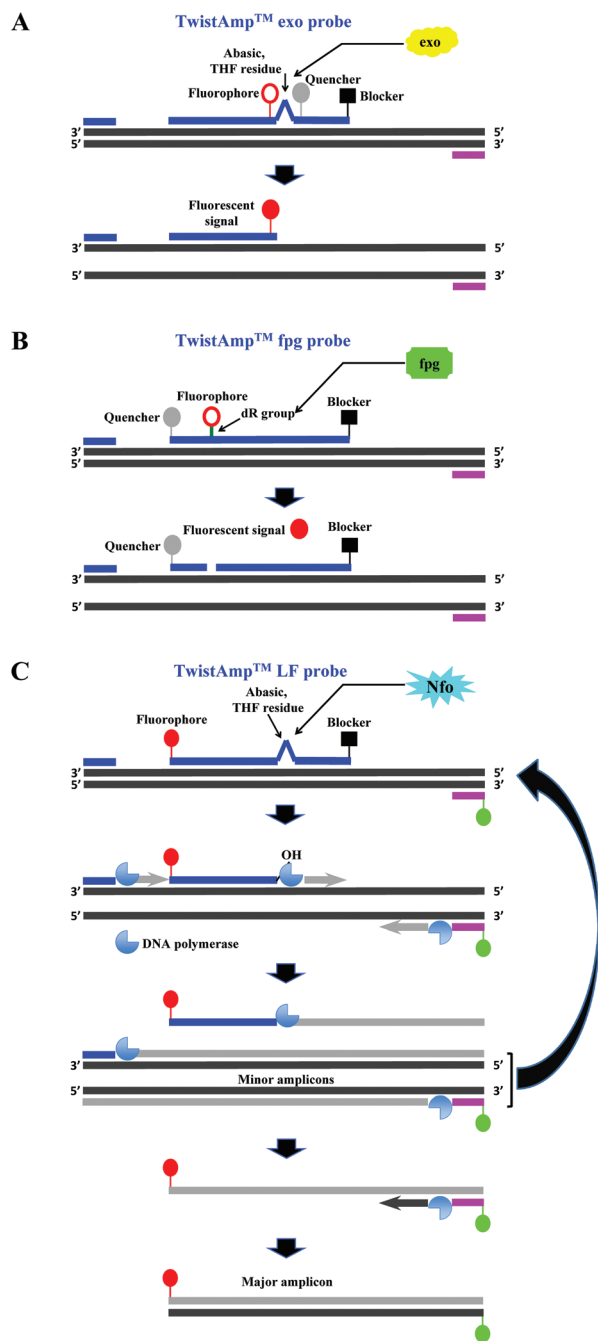 A
TwistAmp™ exo probe
exo
Abasic,
THF residue
Quencher
Fluorophore
Blocker
3’ 5’
5’ 3’
Fluorescent
signal
3’ 5’
5’ 3’
B
TwistAmp™ fpg probe
fpg
Fluorophore
dR group
Blocker
Quencher
3’ 5’
5’ 3’
Fluorescent signal
Blocker
Quencher
3’ 5’
5’ 3’
C
TwistAmp™ LF probe
Nfo
Abasic,
THF residue
Fluorophore
Blocker
3’ 5’
5’ 3’
OH
3’ 5’
5’ 3’
DNA polymerase
3’ 5’
Minor amplicons
5’ 3’
Major amplicon